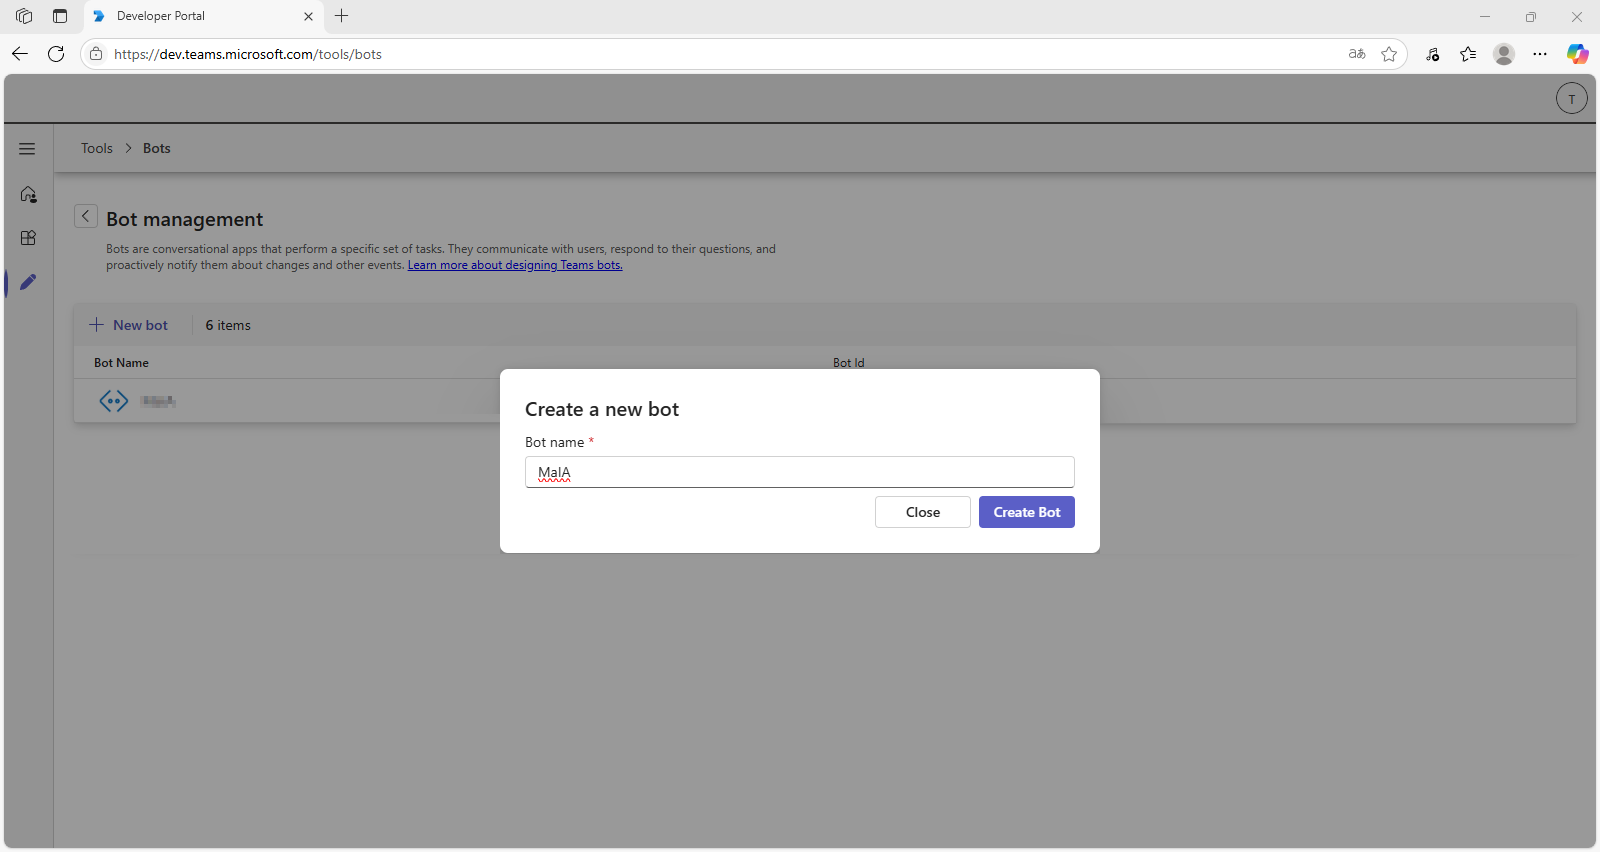 Developer Portal
https://dev.teams.microsoft.com/tools/bots
aあ
T
Tools > Bots
Bot management
Bots are conversational apps that perform a specific set of tasks. They communicate with users, respond to their questions, and
proactively notify them about changes and other events. Learn more about designing Teams bots.
+ New bot 6 items
Bot Name Bot Id
Create a new bot
Bot name *
Close Create Bot